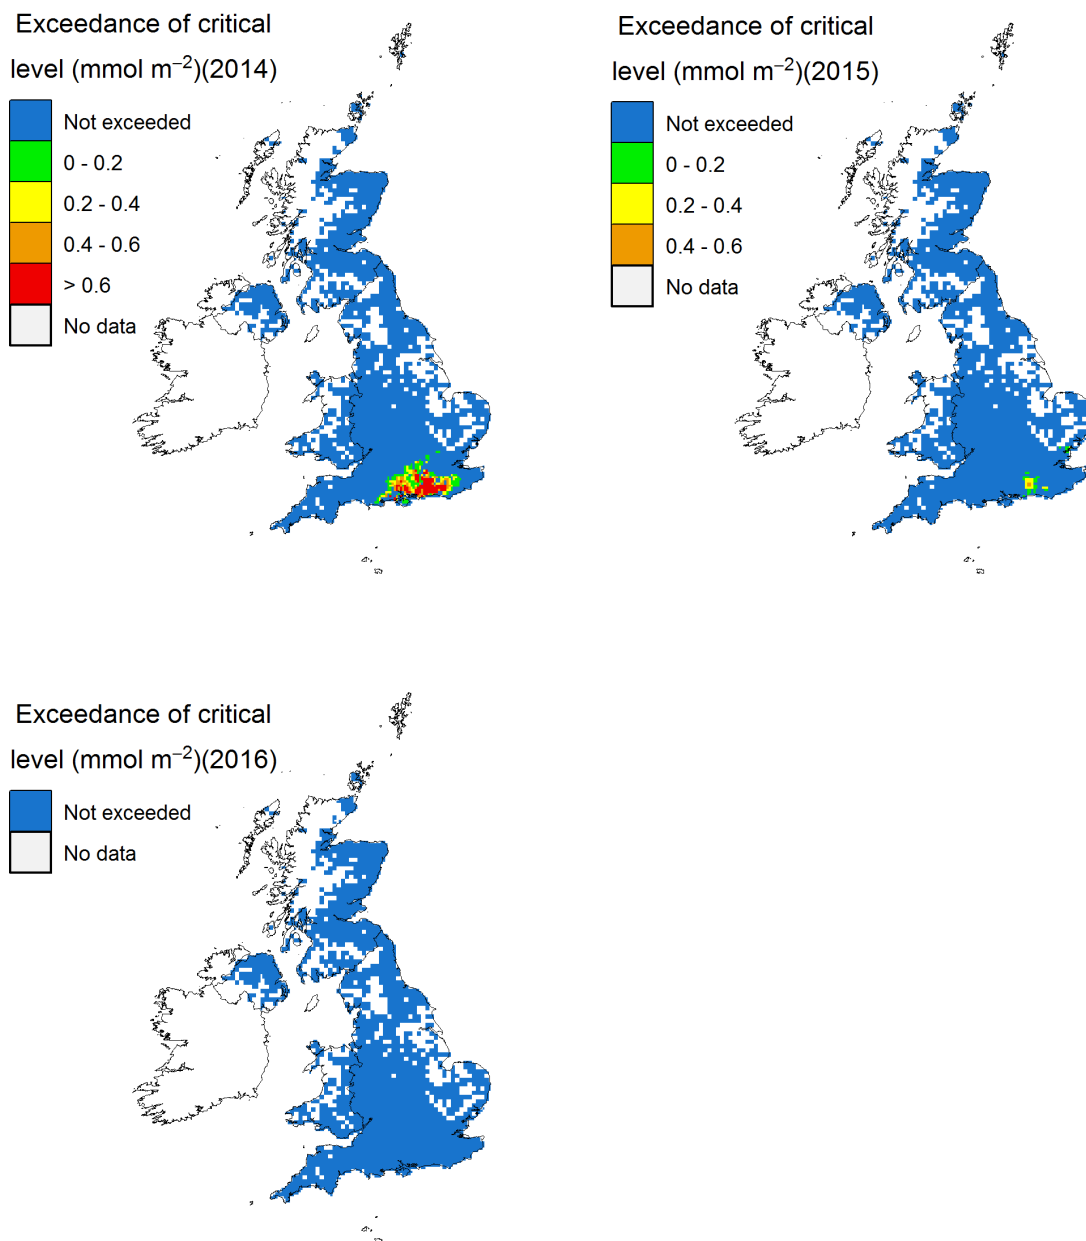 Exceedance of critical
level (mmol m⁻²)(2014)
Not exceeded
0 - 0.2
0.2 - 0.4
0.4 - 0.6
> 0.6
No data
Exceedance of critical
level (mmol m⁻²)(2015)
Not exceeded
0 - 0.2
0.2 - 0.4
0.4 - 0.6
No data
Exceedance of critical
level (mmol m⁻²)(2016)
Not exceeded
No data